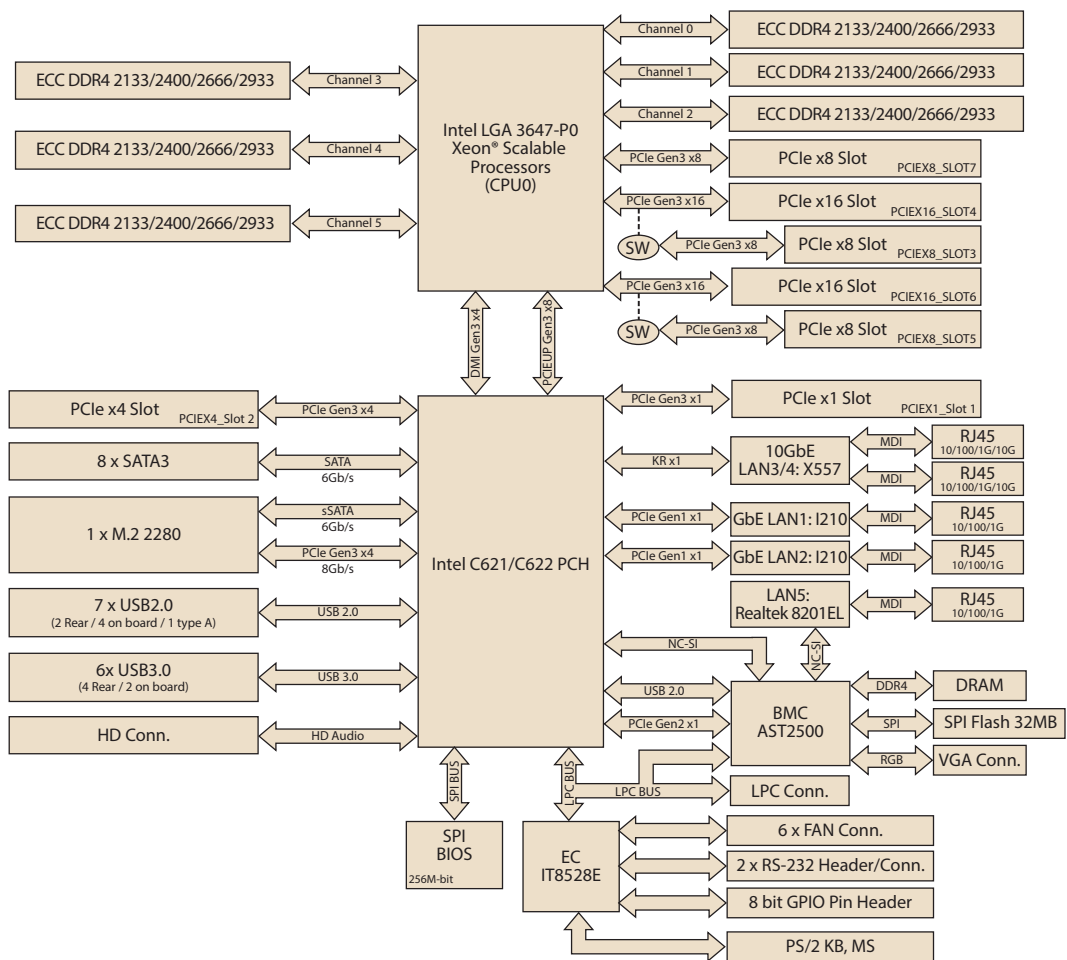 Channel 0
ECC DDR4 2133/2400/2666/2933
ECC DDR4 2133/2400/2666/2933
Channel 3
Channel 1
ECC DDR4 2133/2400/2666/2933
Channel 2
ECC DDR4 2133/2400/2666/2933
ECC DDR4 2133/2400/2666/2933
Channel 4
Intel LGA 3647-P0
Xeon® Scalable
Processors
(CPU0)
PCIe Gen3 x8
PCIe x8 Slot
PCIEX8_SLOT7
PCIe Gen3 x16
PCIe x16 Slot
PCIEX16_SLOT4
ECC DDR4 2133/2400/2666/2933
Channel 5
SW
PCIe Gen3 x8
PCIe x8 Slot
PCIEX8_SLOT3
PCIe Gen3 x16
PCIe x16 Slot
PCIEX16_SLOT6
SW
PCIe Gen3 x8
PCIe x8 Slot
PCIEX8_SLOT5
DMI Gen3 x4
PCIEUP Gen3 x8
PCIe x4 Slot
PCIEX4_Slot 2
PCIe Gen3 x4
PCIe Gen3 x1
PCIe x1 Slot
PCIEX1_Slot 1
8 x SATA3
SATA
6Gb/s
KR x1
10GbE
LAN3/4: X557
MDI
RJ45
10/100/1G/10G
MDI
RJ45
10/100/1G/10G
1 x M.2 2280
sSATA
6Gb/s
PCIe Gen3 x4
8Gb/s
Intel C621/C622 PCH
PCIe Gen1 x1
GbE LAN1: I210
MDI
RJ45
10/100/1G
PCIe Gen1 x1
GbE LAN2: I210
MDI
RJ45
10/100/1G
7 x USB2.0
(2 Rear / 4 on board / 1 type A)
USB 2.0
LAN5:
Realtek 8201EL
MDI
RJ45
10/100/1G
NC-SI
NC-SI
6x USB3.0
(4 Rear / 2 on board)
USB 3.0
USB 2.0
PCIe Gen2 x1
BMC
AST2500
DDR4
DRAM
SPI
SPI Flash 32MB
RGB
VGA Conn.
HD Conn.
HD Audio
SPI BUS
LPC BUS
LPC BUS
LPC Conn.
SPI
BIOS
256M-bit
EC
IT8528E
6 x FAN Conn.
2 x RS-232 Header/Conn.
8 bit GPIO Pin Header
PS/2 KB, MS